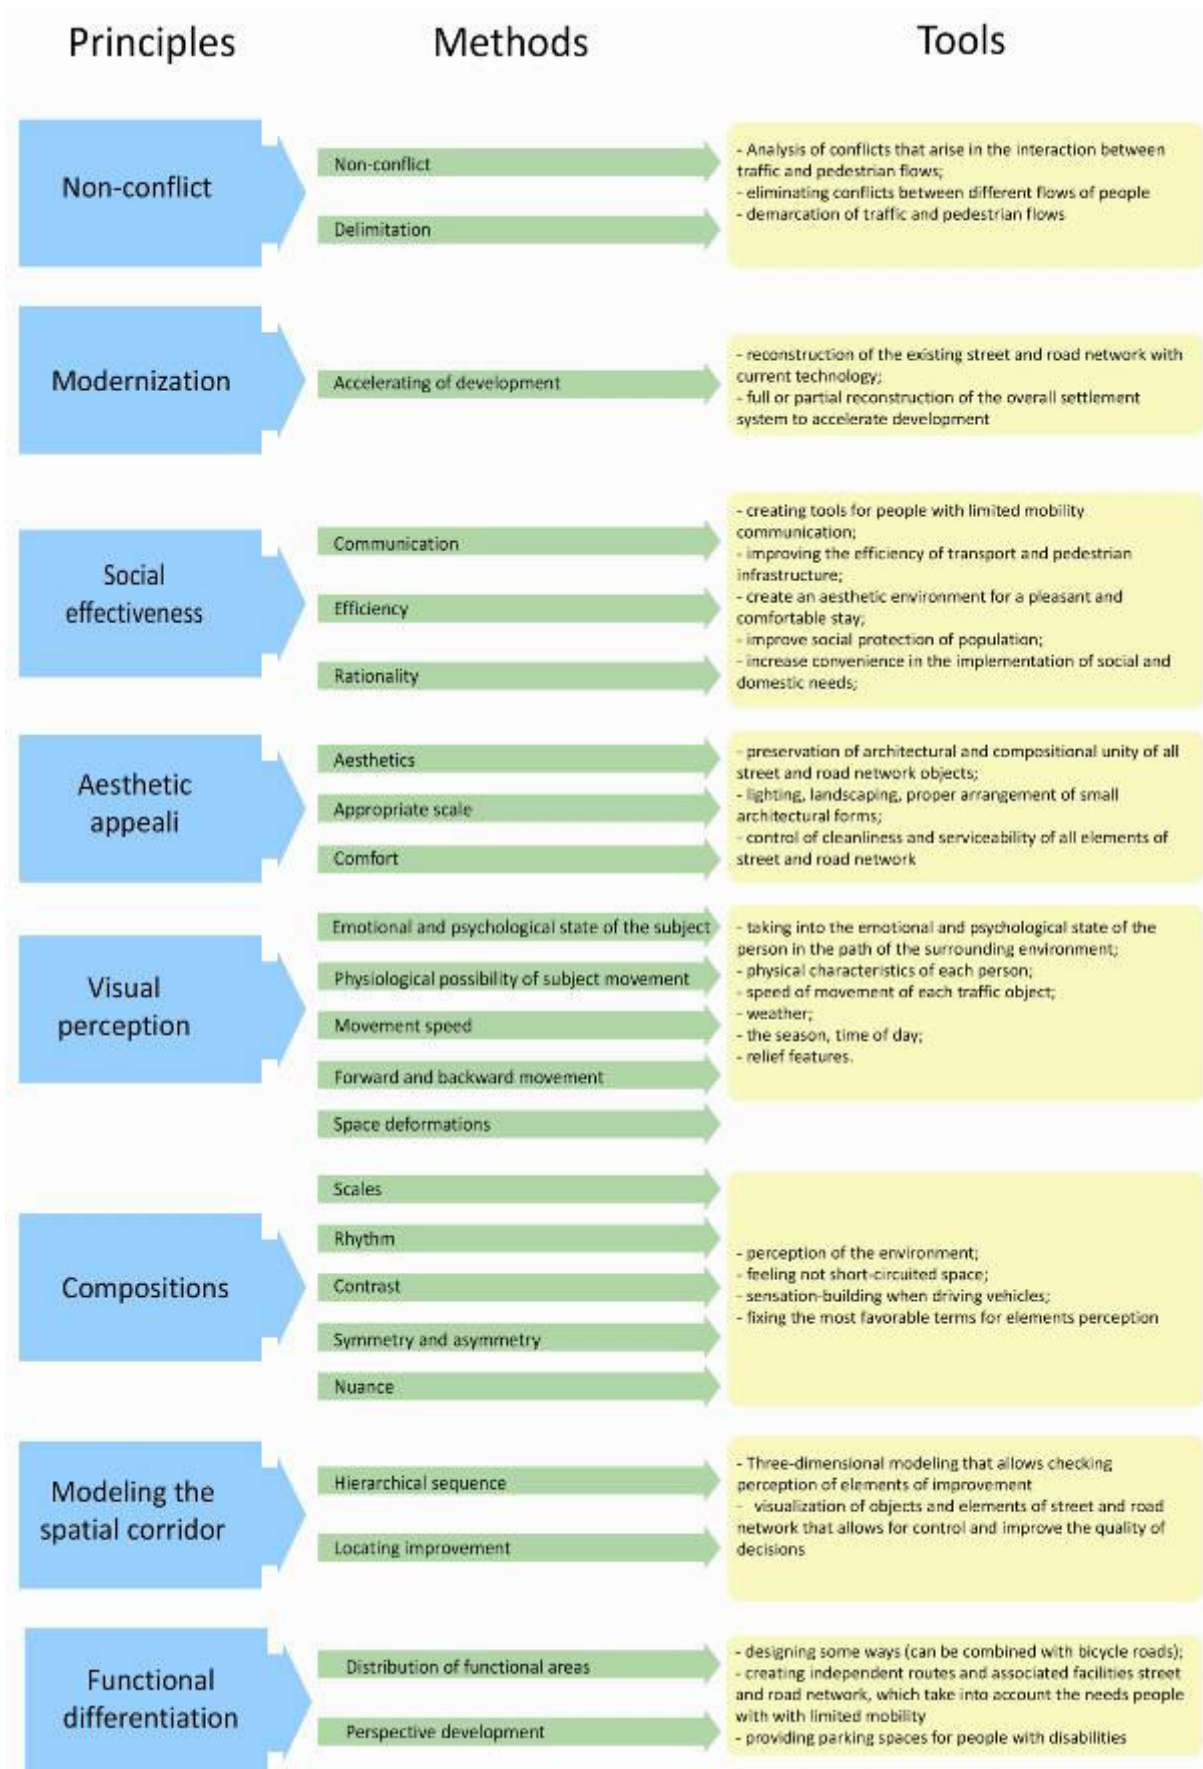 Principles
Methods
Tools
Non-conflict
Non-conflict
Delimitation
- Analysis of conflicts that arise in the interaction between
traffic and pedestrian flows;
- eliminating conflicts between different flows of people
- demarcation of traffic and pedestrian flows
Modernization
Accelerating of development
- reconstruction of the existing street and road network with
current technology;
- full or partial reconstruction of the overall settlement
system to accelerate development
Social
effectiveness
Communication
Efficiency
Rationality
- creating tools for people with limited mobility
communication;
- improving the efficiency of transport and pedestrian
infrastructure;
- create an aesthetic environment for a pleasant and
comfortable stay;
- improve social protection of population;
- increase convenience in the implementation of social and
domestic needs;
Aesthetic
appeali
Aesthetics
Appropriate scale
Comfort
- preservation of architectural and compositional unity of all
street and road network objects;
- lighting, landscaping, proper arrangement of small
architectural forms;
- control of cleanliness and serviceability of all elements of
street and road network
Visual
perception
Emotional and psychological state of the subject
Physiological possibility of subject movement
Movement speed
Forward and backward movement
Space deformations
- taking into the emotional and psychological state of the
person in the path of the surrounding environment;
- physical characteristics of each person;
- speed of movement of each traffic object;
- weather;
- the season, time of day;
- relief features.
Compositions
Scales
Rhythm
Contrast
Symmetry and asymmetry
Nuance
- perception of the environment;
- feeling not short-circuited space;
- sensation-building when driving vehicles;
- fixing the most favorable terms for elements perception
Modeling the
spatial corridor
Hierarchical sequence
Locating improvement
- Three-dimensional modeling that allows checking
perception of elements of improvement
- visualization of objects and elements of street and road
network that allows for control and improve the quality of
decisions
Functional
differentiation
Distribution of functional areas
Perspective development
- designing some ways (can be combined with bicycle roads);
- creating independent routes and associated facilities street
and road network, which take into account the needs people
with with limited mobility
- providing parking spaces for people with disabilities